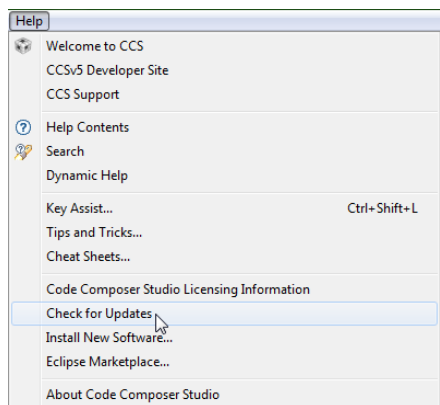 Help
Welcome to CCS
CCSv5 Developer Site
CCS Support
Help Contents
Search
Dynamic Help
Key Assist... Ctrl+Shift+L
Tips and Tricks...
Cheat Sheets...
Code Composer Studio Licensing Information
Check for Updates
Install New Software...
Eclipse Marketplace...
About Code Composer Studio